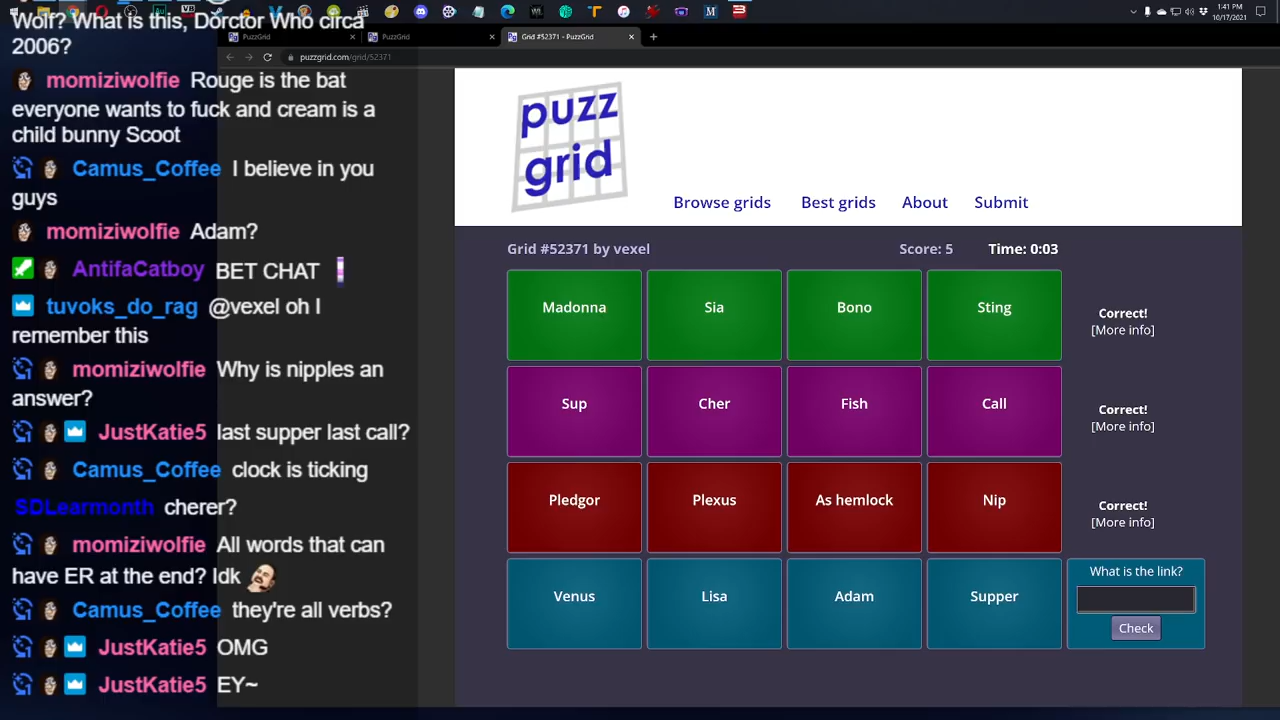 1:41 PM
10/17/2021
PuzzGrid
PuzzGrid
Grid #52371 - PuzzGrid
puzzgrid.com/grid/52371
Wolf? What is this, Dorctor Who circa
2006?
momiziwolfie Rouge is the bat
everyone wants to fuck and cream is a
child bunny Scoot
Camus_Coffee I believe in you
guys
momiziwolfie Adam?
AntifaCatboy BET CHAT
tuvoks_do_rag @vexel oh I
remember this
momiziwolfie Why is nipples an
answer?
JustKatie5 last supper last call?
Camus_Coffee clock is ticking
SDLearmonth cherer?
momiziwolfie All words that can
have ER at the end? Idk
Camus_Coffee they're all verbs?
JustKatie5 OMG
JustKatie5 EY~
puzz
grid
Browse grids Best grids About Submit
Grid #52371 by vexel Score: 5 Time: 0:03
Madonna Sia Bono Sting
Correct!
[More info]
Sup Cher Fish Call
Correct!
[More info]
Pledgor Plexus As hemlock Nip
Correct!
[More info]
Venus Lisa Adam Supper
What is the link?
Check